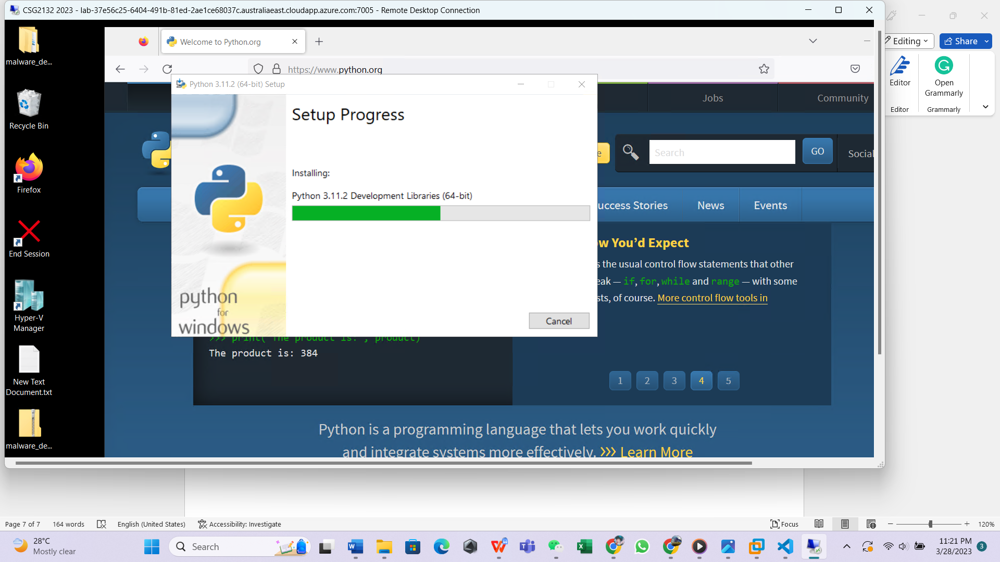 CSG2132 2023 - lab-37e56c25-6404-491b-81ed-2ae1ce68037c.australiaeast.cloudapp.azure.com:7005 - Remote Desktop Connection
Editing
Share
Editor
Open Grammarly
Editor
Grammarly
malware_de...
Recycle Bin
Firefox
End Session
Hyper-V
Manager
New Text
Document.txt
malware_de...
Welcome to Python.org
https://www.python.org
Jobs
Community
Search
GO
Social
uccess Stories
News
Events
Python 3.11.2 (64-bit) Setup
Setup Progress
Installing:
Python 3.11.2 Development Libraries (64-bit)
Cancel
python
for
windows
ow You'd Expect
s the usual control flow statements that other
eak — if, for, while and range — with some
sts, of course. More control flow tools in
>>> print( The product is: , product)
The product is: 384
1
2
3
4
5
Python is a programming language that lets you work quickly
and integrate systems more effectively. >>> Learn More
Page 7 of 7
164 words
English (United States)
Accessibility: Investigate
Focus
120%
28°C
Mostly clear
Search
11:21 PM
3/28/2023
3